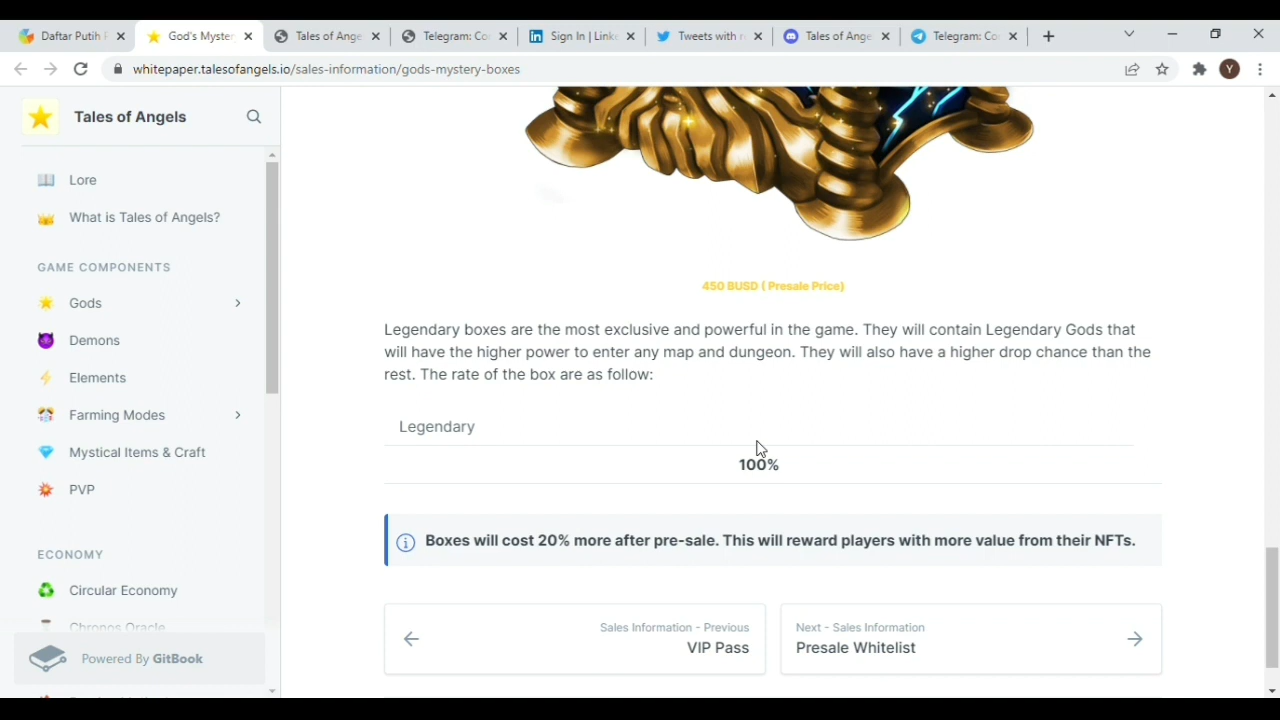 Daftar Putih
God's Myster
Tales of Ange
Telegram: Co
Sign In | Linke
Tweets with r
Tales of Ange
Telegram: Co
whitepaper.talesofangels.io/sales-information/gods-mystery-boxes
Y
Tales of Angels
Lore
What is Tales of Angels?
GAME COMPONENTS
Gods
Demons
Elements
Farming Modes
Mystical Items & Craft
PVP
ECONOMY
Circular Economy
Chronos Oracle
Powered By GitBook
450 BUSD ( Presale Price)
Legendary boxes are the most exclusive and powerful in the game. They will contain Legendary Gods that
will have the higher power to enter any map and dungeon. They will also have a higher drop chance than the
rest. The rate of the box are as follow:
Legendary
100%
Boxes will cost 20% more after pre-sale. This will reward players with more value from their NFTs.
Sales Information - Previous
VIP Pass
Next - Sales Information
Presale Whitelist